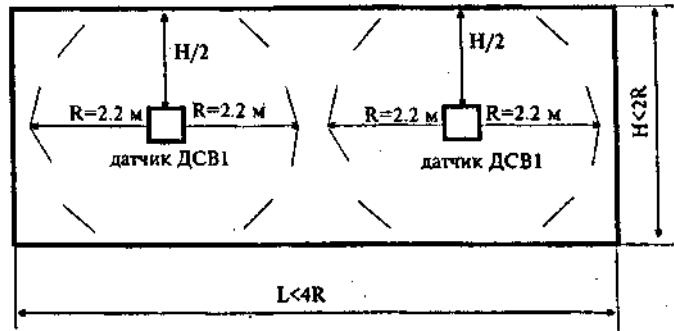 H/2
H/2
R=2.2 м R=2.2 м
R=2.2 м R=2.2 м
датчик ДСВ1
датчик ДСВ1
H<2R
L<4R